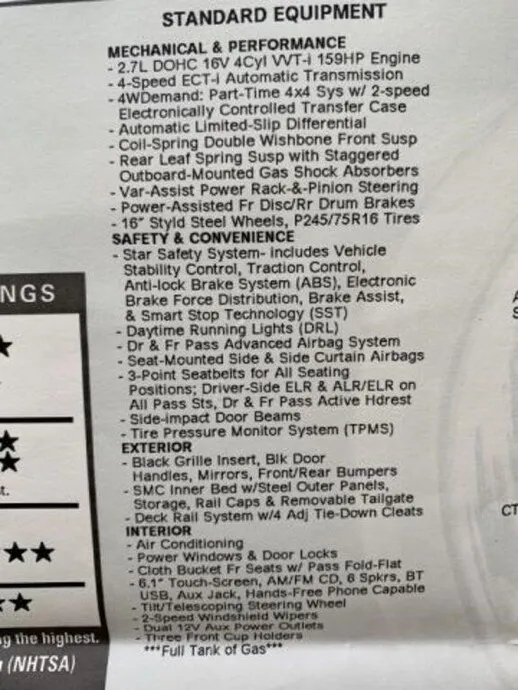 STANDARD EQUIPMENT
MECHANICAL & PERFORMANCE
- 2.7L DOHC 16V 4Cyl VVT-i 159HP Engine
- 4-Speed ECT-i Automatic Transmission
- 4WDemand: Part-Time 4x4 Sys w/ 2-speed
Electronically Controlled Transfer Case
- Automatic Limited-Slip Differential
- Coil-Spring Double Wishbone Front Susp
- Rear Leaf Spring Susp with Staggered
Outboard-Mounted Gas Shock Absorbers
- Var-Assist Power Rack-&-Pinion Steering
- Power-Assisted Fr Disc/Rr Drum Brakes
- 16" Styld Steel Wheels, P245/75R16 Tires
SAFETY & CONVENIENCE
- Star Safety System- includes Vehicle
Stability Control, Traction Control,
Anti-lock Brake System (ABS), Electronic
Brake Force Distribution, Brake Assist,
& Smart Stop Technology (SST)
- Daytime Running Lights (DRL)
- Dr & Fr Pass Advanced Airbag System
- Seat-Mounted Side & Side Curtain Airbags
- 3-Point Seatbelts for All Seating
Positions; Driver-Side ELR & ALR/ELR on
All Pass Sts, Dr & Fr Pass Active Hdrest
- Side-impact Door Beams
- Tire Pressure Monitor System (TPMS)
EXTERIOR
- Black Grille Insert, Blk Door
Handles, Mirrors, Front/Rear Bumpers
- SMC Inner Bed w/Steel Outer Panels,
Storage, Rail Caps & Removable Tailgate
- Deck Rail System w/4 Adj Tie-Down Cleats
INTERIOR
- Air Conditioning
- Power Windows & Door Locks
- Cloth Bucket Fr Seats w/ Pass Fold-Flat
- 6.1" Touch-Screen, AM/FM CD, 6 Spkrs, BT
USB, Aux Jack, Hands-Free Phone Capable
- Tilt/Telescoping Steering Wheel
- 2-Speed Windshield Wipers
- Dual 12V Aux Power Outlets
- Three Front Cup Holders
***Full Tank of Gas***
NGS
t.
g the highest.
(NHTSA)
CT